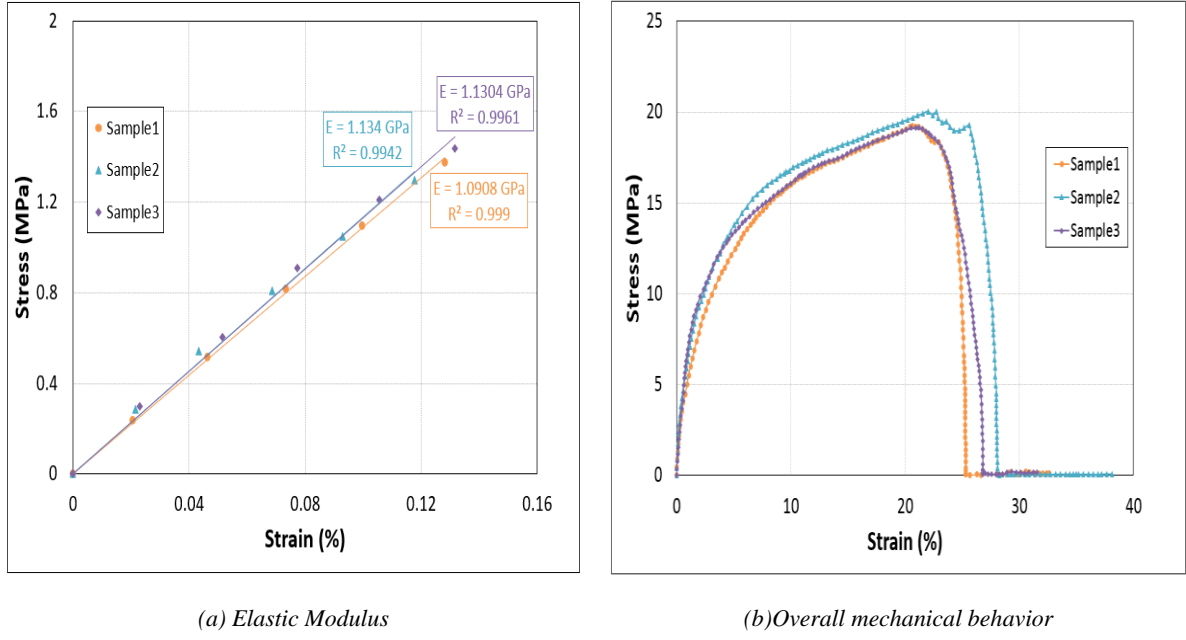 2
1.6
1.2
0.8
0.4
0
Stress (MPa)
Sample1
Sample2
Sample3
E = 1.134 GPa
R² = 0.9942
E = 1.1304 GPa
R² = 0.9961
E = 1.0908 GPa
R² = 0.999
0 0.04 0.08 0.12 0.16
Strain (%)
(a) Elastic Modulus
25
20
15
10
5
0
Stress (MPa)
Sample1
Sample2
Sample3
0 10 20 30 40
Strain (%)
(b)Overall mechanical behavior